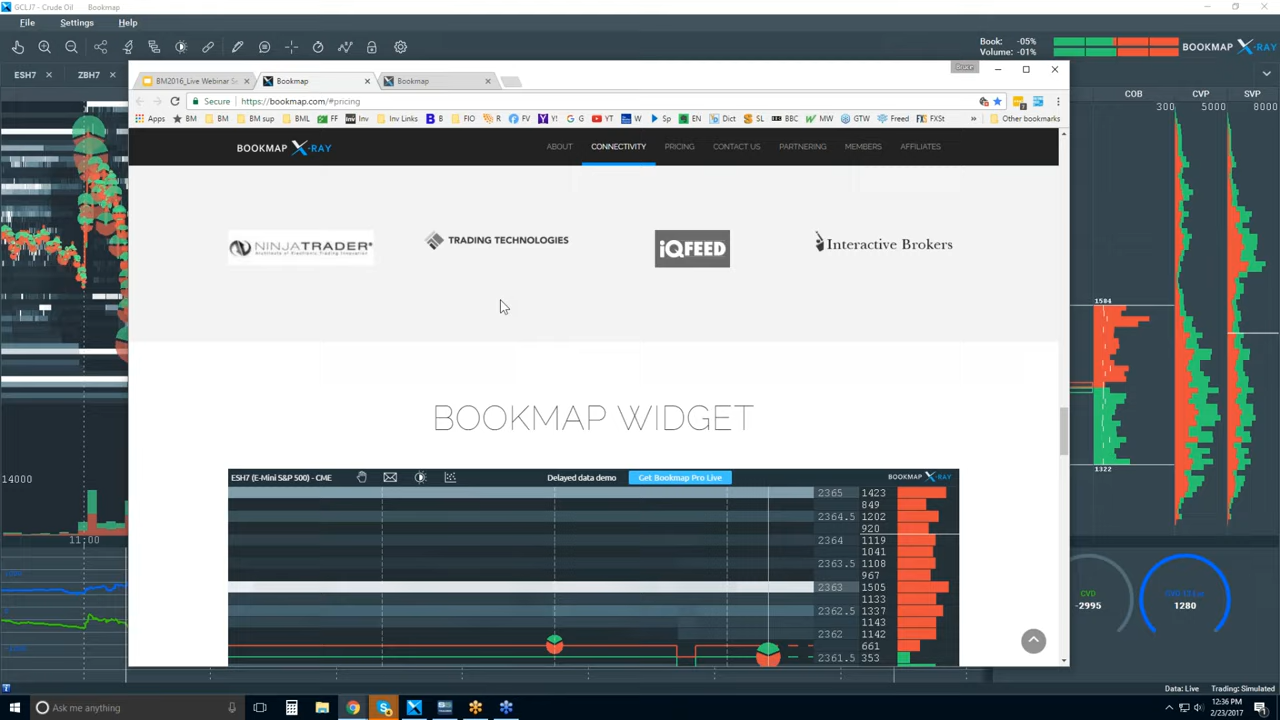 GCLJ7 - Crude Oil Bookmap
File Settings Help
Book: -05%
Volume: -01%
BOOKMAP X-RAY
ESH7 ZBH7
COB CVP SVP
300 5000 8000
BM2016_Live Webinar Se
Bookmap
Bookmap
Secure https://bookmap.com/#pricing
Apps BM BM BM sup BML FF Inv Inv Links B FIO R FV Y! G YT W Sp EN Dict SL BBC MW GTW Freed FXSt » Other bookmarks
BOOKMAP X-RAY ABOUT CONNECTIVITY PRICING CONTACT US PARTNERING MEMBERS AFFILIATES
NINJATRADER
TRADING TECHNOLOGIES
iQFEED
Interactive Brokers
1504
1322
BOOKMAP WIDGET
ESH7 (E-Mini S&P 500) - CME Delayed data demo Get Bookmap Pro Live BOOKMAP X-RAY
2365 1423
849
2364.5 1202
920
2364 1119
1041
2363.5 1108
967
2363 1505
1133
2362.5 1337
1143
2362 1142
661
2361.5 353
14000
11:00
CVD
-2995
1280
Data: Live Trading: Simulated
Ask me anything
12:36 PM
2/23/2017